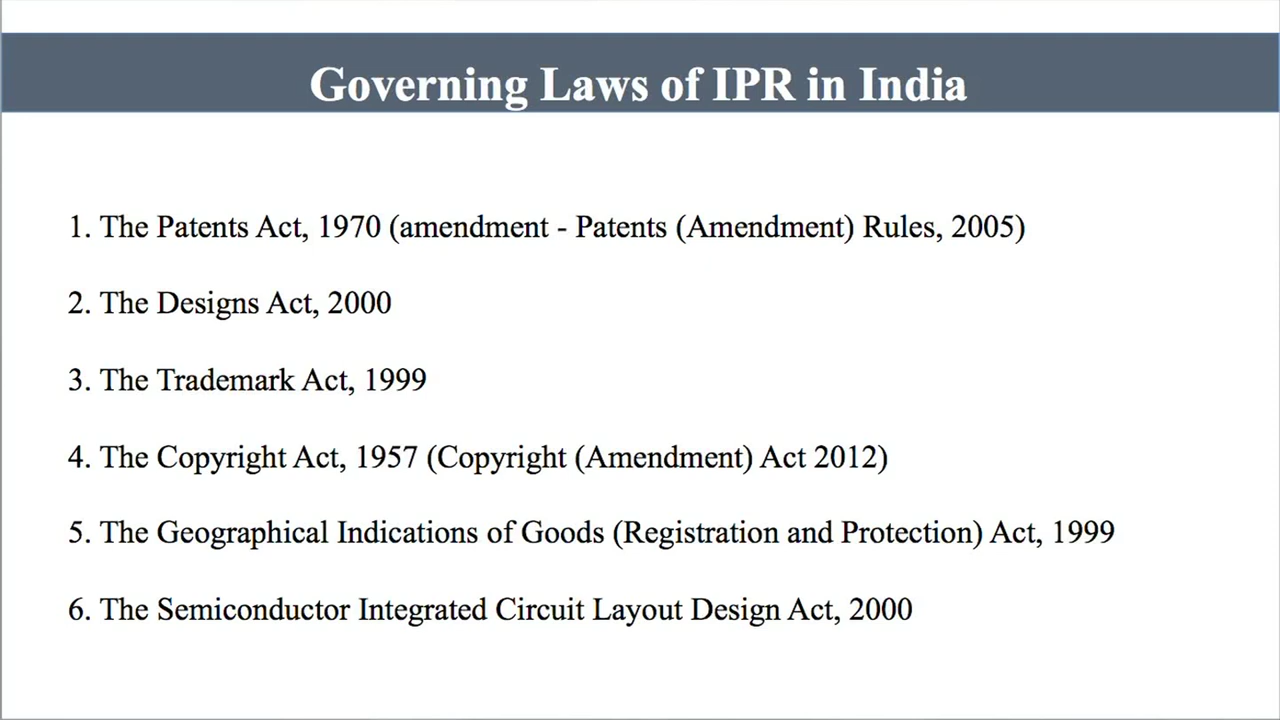 Governing Laws of IPR in India
1. The Patents Act, 1970 (amendment - Patents (Amendment) Rules, 2005)
2. The Designs Act, 2000
3. The Trademark Act, 1999
4. The Copyright Act, 1957 (Copyright (Amendment) Act 2012)
5. The Geographical Indications of Goods (Registration and Protection) Act, 1999
6. The Semiconductor Integrated Circuit Layout Design Act, 2000